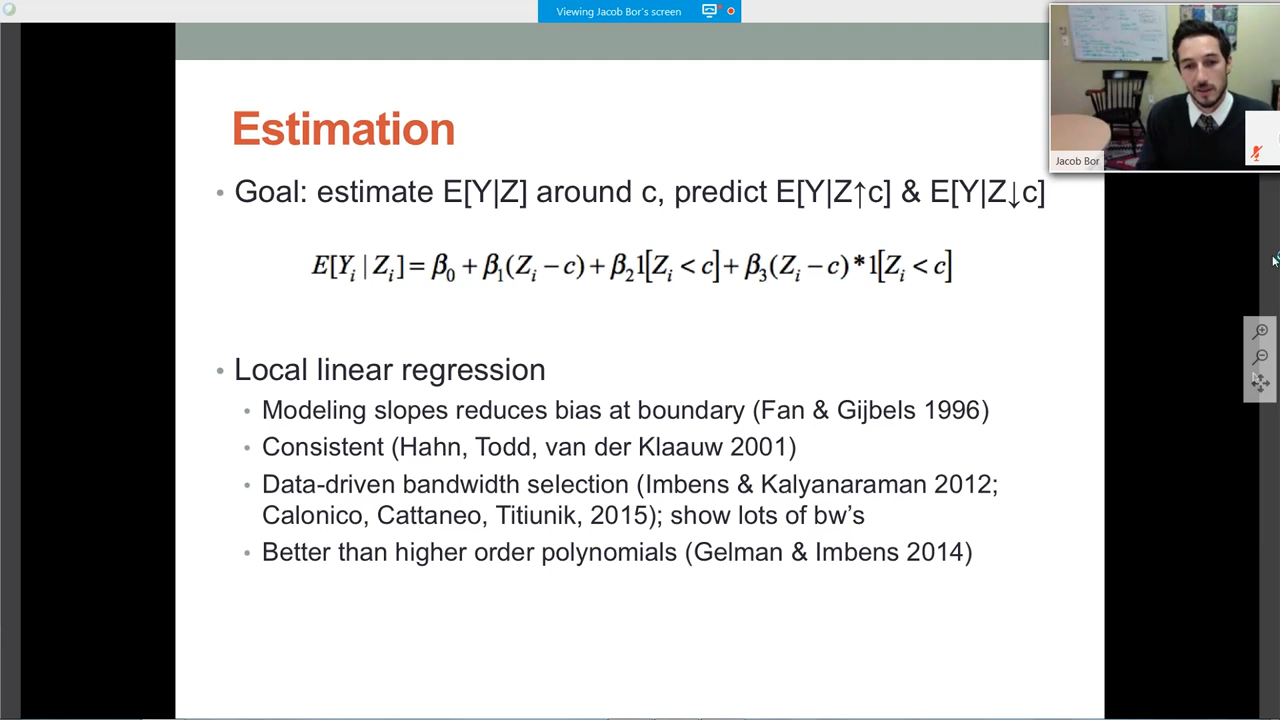 Viewing Jacob Bor's screen
Jacob Bor
Estimation
• Goal: estimate E[Y|Z] around c, predict E[Y|Z↑c] & E[Y|Z↓c]
E[Yᵢ | Zᵢ] = β₀ + β₁(Zᵢ − c) + β₂1[Zᵢ < c] + β₃(Zᵢ − c) * 1[Zᵢ < c]
• Local linear regression
• Modeling slopes reduces bias at boundary (Fan & Gijbels 1996)
• Consistent (Hahn, Todd, van der Klaauw 2001)
• Data-driven bandwidth selection (Imbens & Kalyanaraman 2012;
Calonico, Cattaneo, Titiunik, 2015); show lots of bw's
• Better than higher order polynomials (Gelman & Imbens 2014)